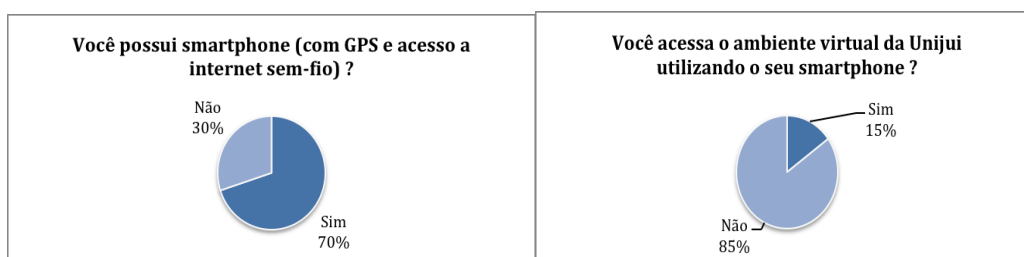 Você possui smartphone (com GPS e acesso a
internet sem-fio) ?
Não
30%
Sim
70%
Você acessa o ambiente virtual da Unijui
utilizando o seu smartphone ?
Sim
15%
Não
85%